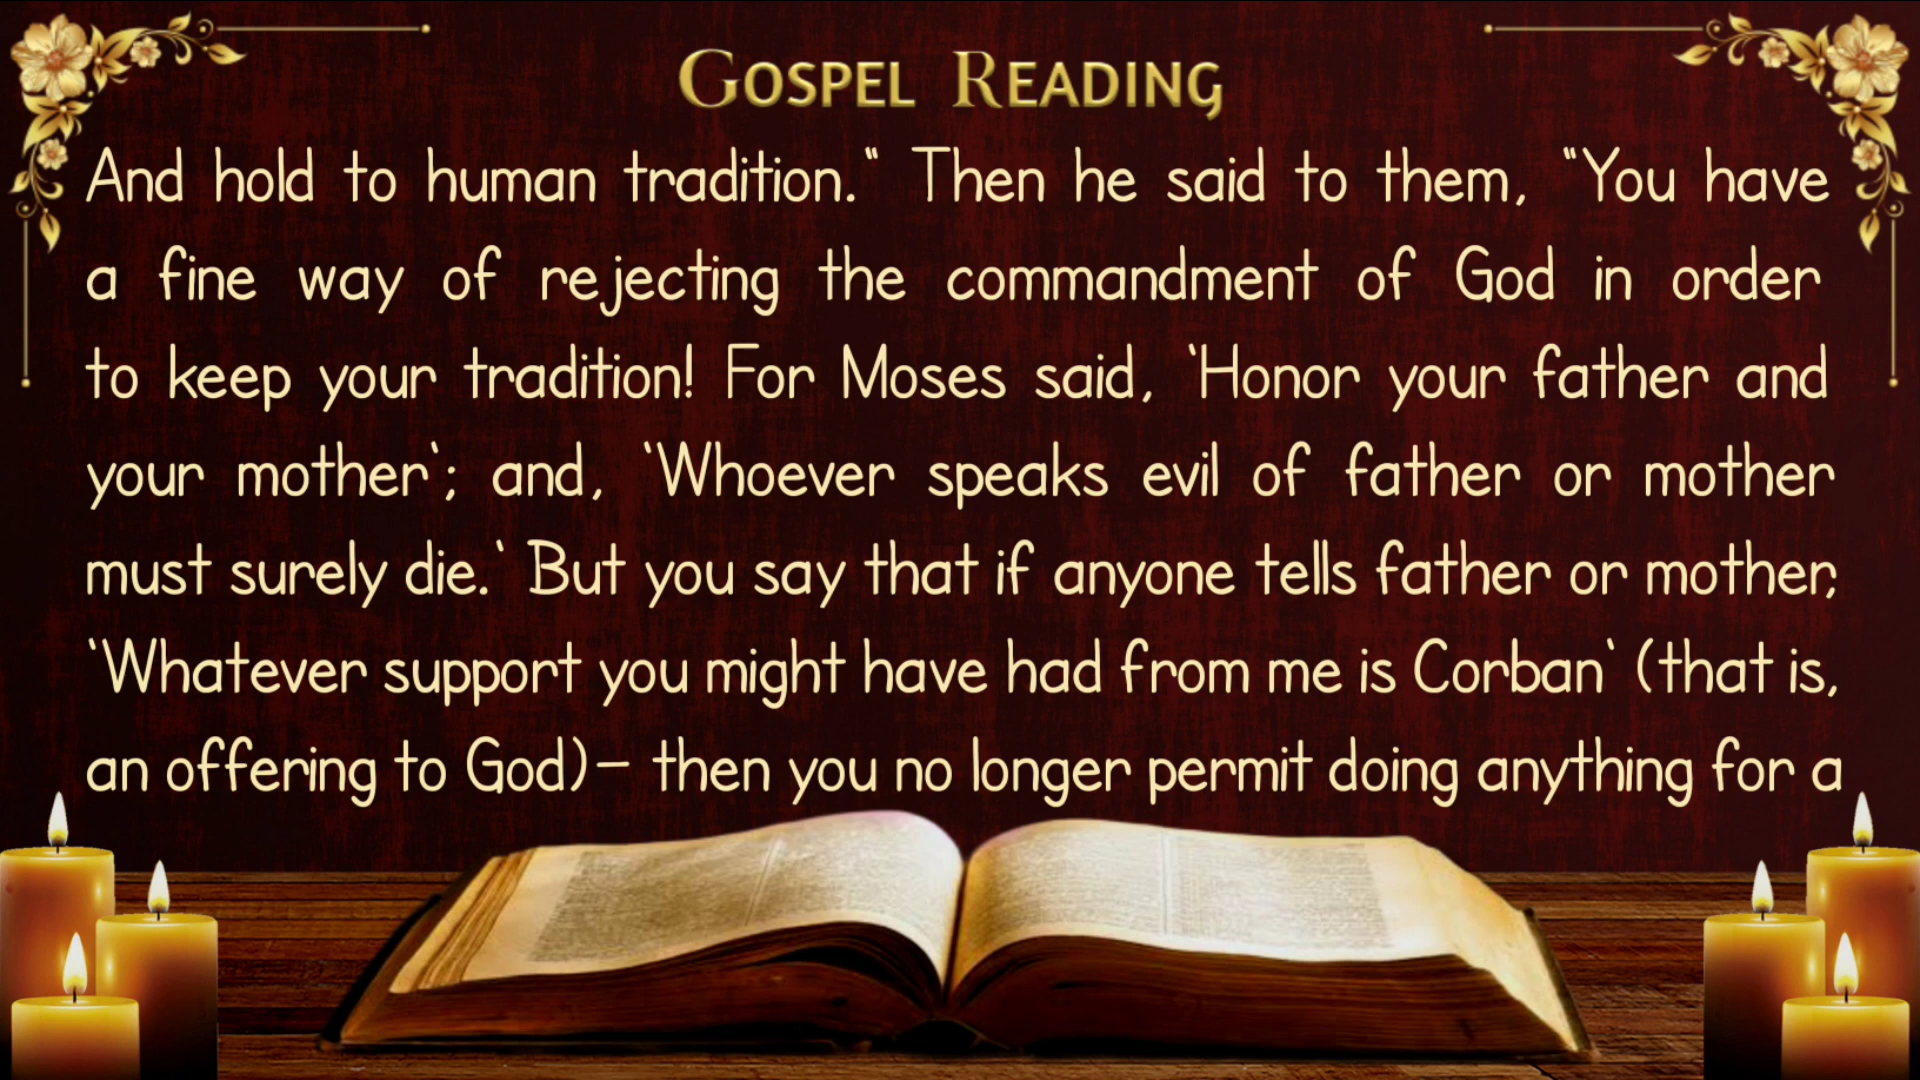 GOSPEL READING
And hold to human tradition.“ Then he said to them, “You have
a fine way of rejecting the commandment of God in order
to keep your tradition! For Moses said, ‘Honor your father and
your mother‘; and, ‘Whoever speaks evil of father or mother
must surely die.‘ But you say that if anyone tells father or mother,
‘Whatever support you might have had from me is Corban‘ (that is,
an offering to God)– then you no longer permit doing anything for a